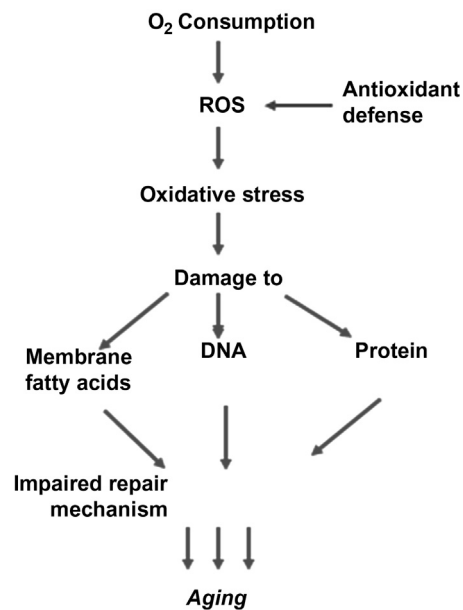 O₂ Consumption
ROS
Antioxidant
defense
Oxidative stress
Damage to
Membrane
fatty acids
DNA
Protein
Impaired repair
mechanism
Aging